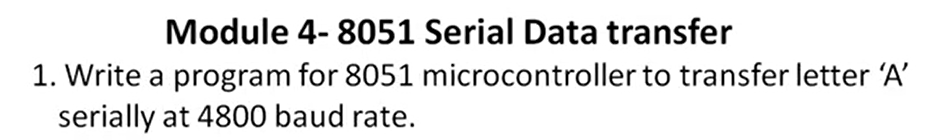 Module 4- 8051 Serial Data transfer
1. Write a program for 8051 microcontroller to transfer letter ‘A’
serially at 4800 baud rate.